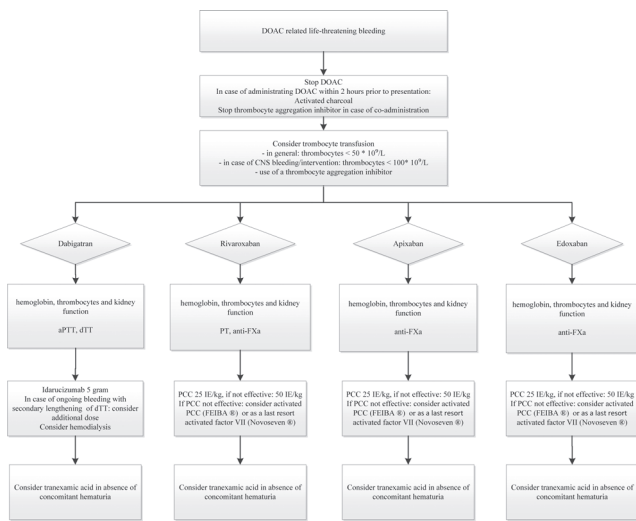 DOAC related life-threatening bleeding
Stop DOAC
In case of administrating DOAC within 2 hours prior to presentation:
Activated charcoal
Stop thrombocyte aggregation inhibitor in case of co-administration
Consider trombocyte transfusion
- in general: thrombocytes < 50 * 10⁹/L
- in case of CNS bleeding/intervention: thrombocytes < 100* 10⁹/L
- use of a thrombocyte aggregation inhibitor
Dabigatran
Rivaroxaban
Apixaban
Edoxaban
hemoglobin, thrombocytes and kidney
function
aPTT, dTT
hemoglobin, thrombocytes and kidney
function
PT, anti-FXa
hemoglobin, thrombocytes and kidney
function
anti-FXa
hemoglobin, thrombocytes and kidney
function
anti-FXa
Idarucizumab 5 gram
In case of ongoing bleeding with
secondary lengthening of dTT: consider
additional dose
Consider hemodialysis
PCC 25 IE/kg, if not effective: 50 IE/kg
If PCC not effective: consider activated
PCC (FEIBA ®) or as a last resort
activated factor VII (Novoseven ®)
PCC 25 IE/kg, if not effective: 50 IE/kg
If PCC not effective: consider activated
PCC (FEIBA ®) or as a last resort
activated factor VII (Novoseven ®)
PCC 25 IE/kg, if not effective: 50 IE/kg
If PCC not effective: consider activated
PCC (FEIBA ®) or as a last resort
activated factor VII (Novoseven ®)
Consider tranexamic acid in absence of
concomitant hematuria
Consider tranexamic acid in absence of
concomitant hematuria
Consider tranexamic acid in absence of
concomitant hematuria
Consider tranexamic acid in absence of
concomitant hematuria